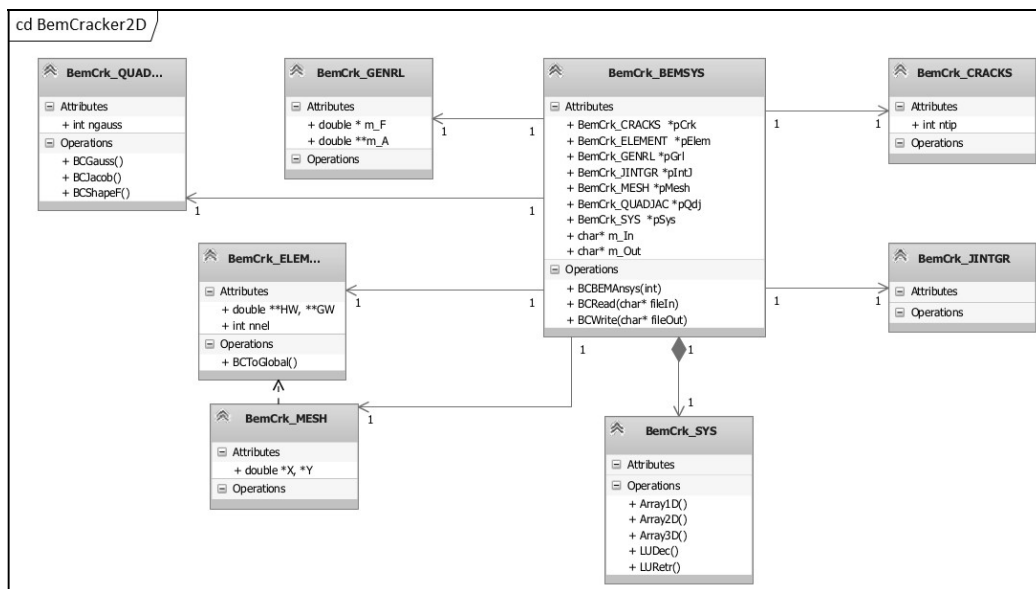 cd BemCracker2D
BemCrk_QUAD...
Attributes
+ int ngauss
Operations
+ BCGauss()
+ BCJacob()
+ BCShapeF()
BemCrk_GENRL
Attributes
+ double * m_F
+ double **m_A
Operations
BemCrk_BEMSYS
Attributes
+ BemCrk_CRACKS *pCrk
+ BemCrk_ELEMENT *pElem
+ BemCrk_GENRL *pGrl
+ BemCrk_JINTGR *pIntJ
+ BemCrk_MESH *pMesh
+ BemCrk_QUADJAC *pQdj
+ BemCrk_SYS *pSys
+ char* m_In
+ char* m_Out
Operations
+ BCBEMAnsys(int)
+ BCRead(char* fileIn)
+ BCWrite(char* fileOut)
BemCrk_CRACKS
Attributes
+ int ntip
Operations
1
1
1
1
1
1
BemCrk_ELEM...
Attributes
+ double **HW, **GW
+ int nnel
Operations
+ BCToGlobal()
1
1
1
1
BemCrk_JINTGR
Attributes
Operations
BemCrk_MESH
Attributes
+ double *X, *Y
Operations
1
1
1
1
BemCrk_SYS
Attributes
Operations
+ Array1D()
+ Array2D()
+ Array3D()
+ LUDec()
+ LURetr()